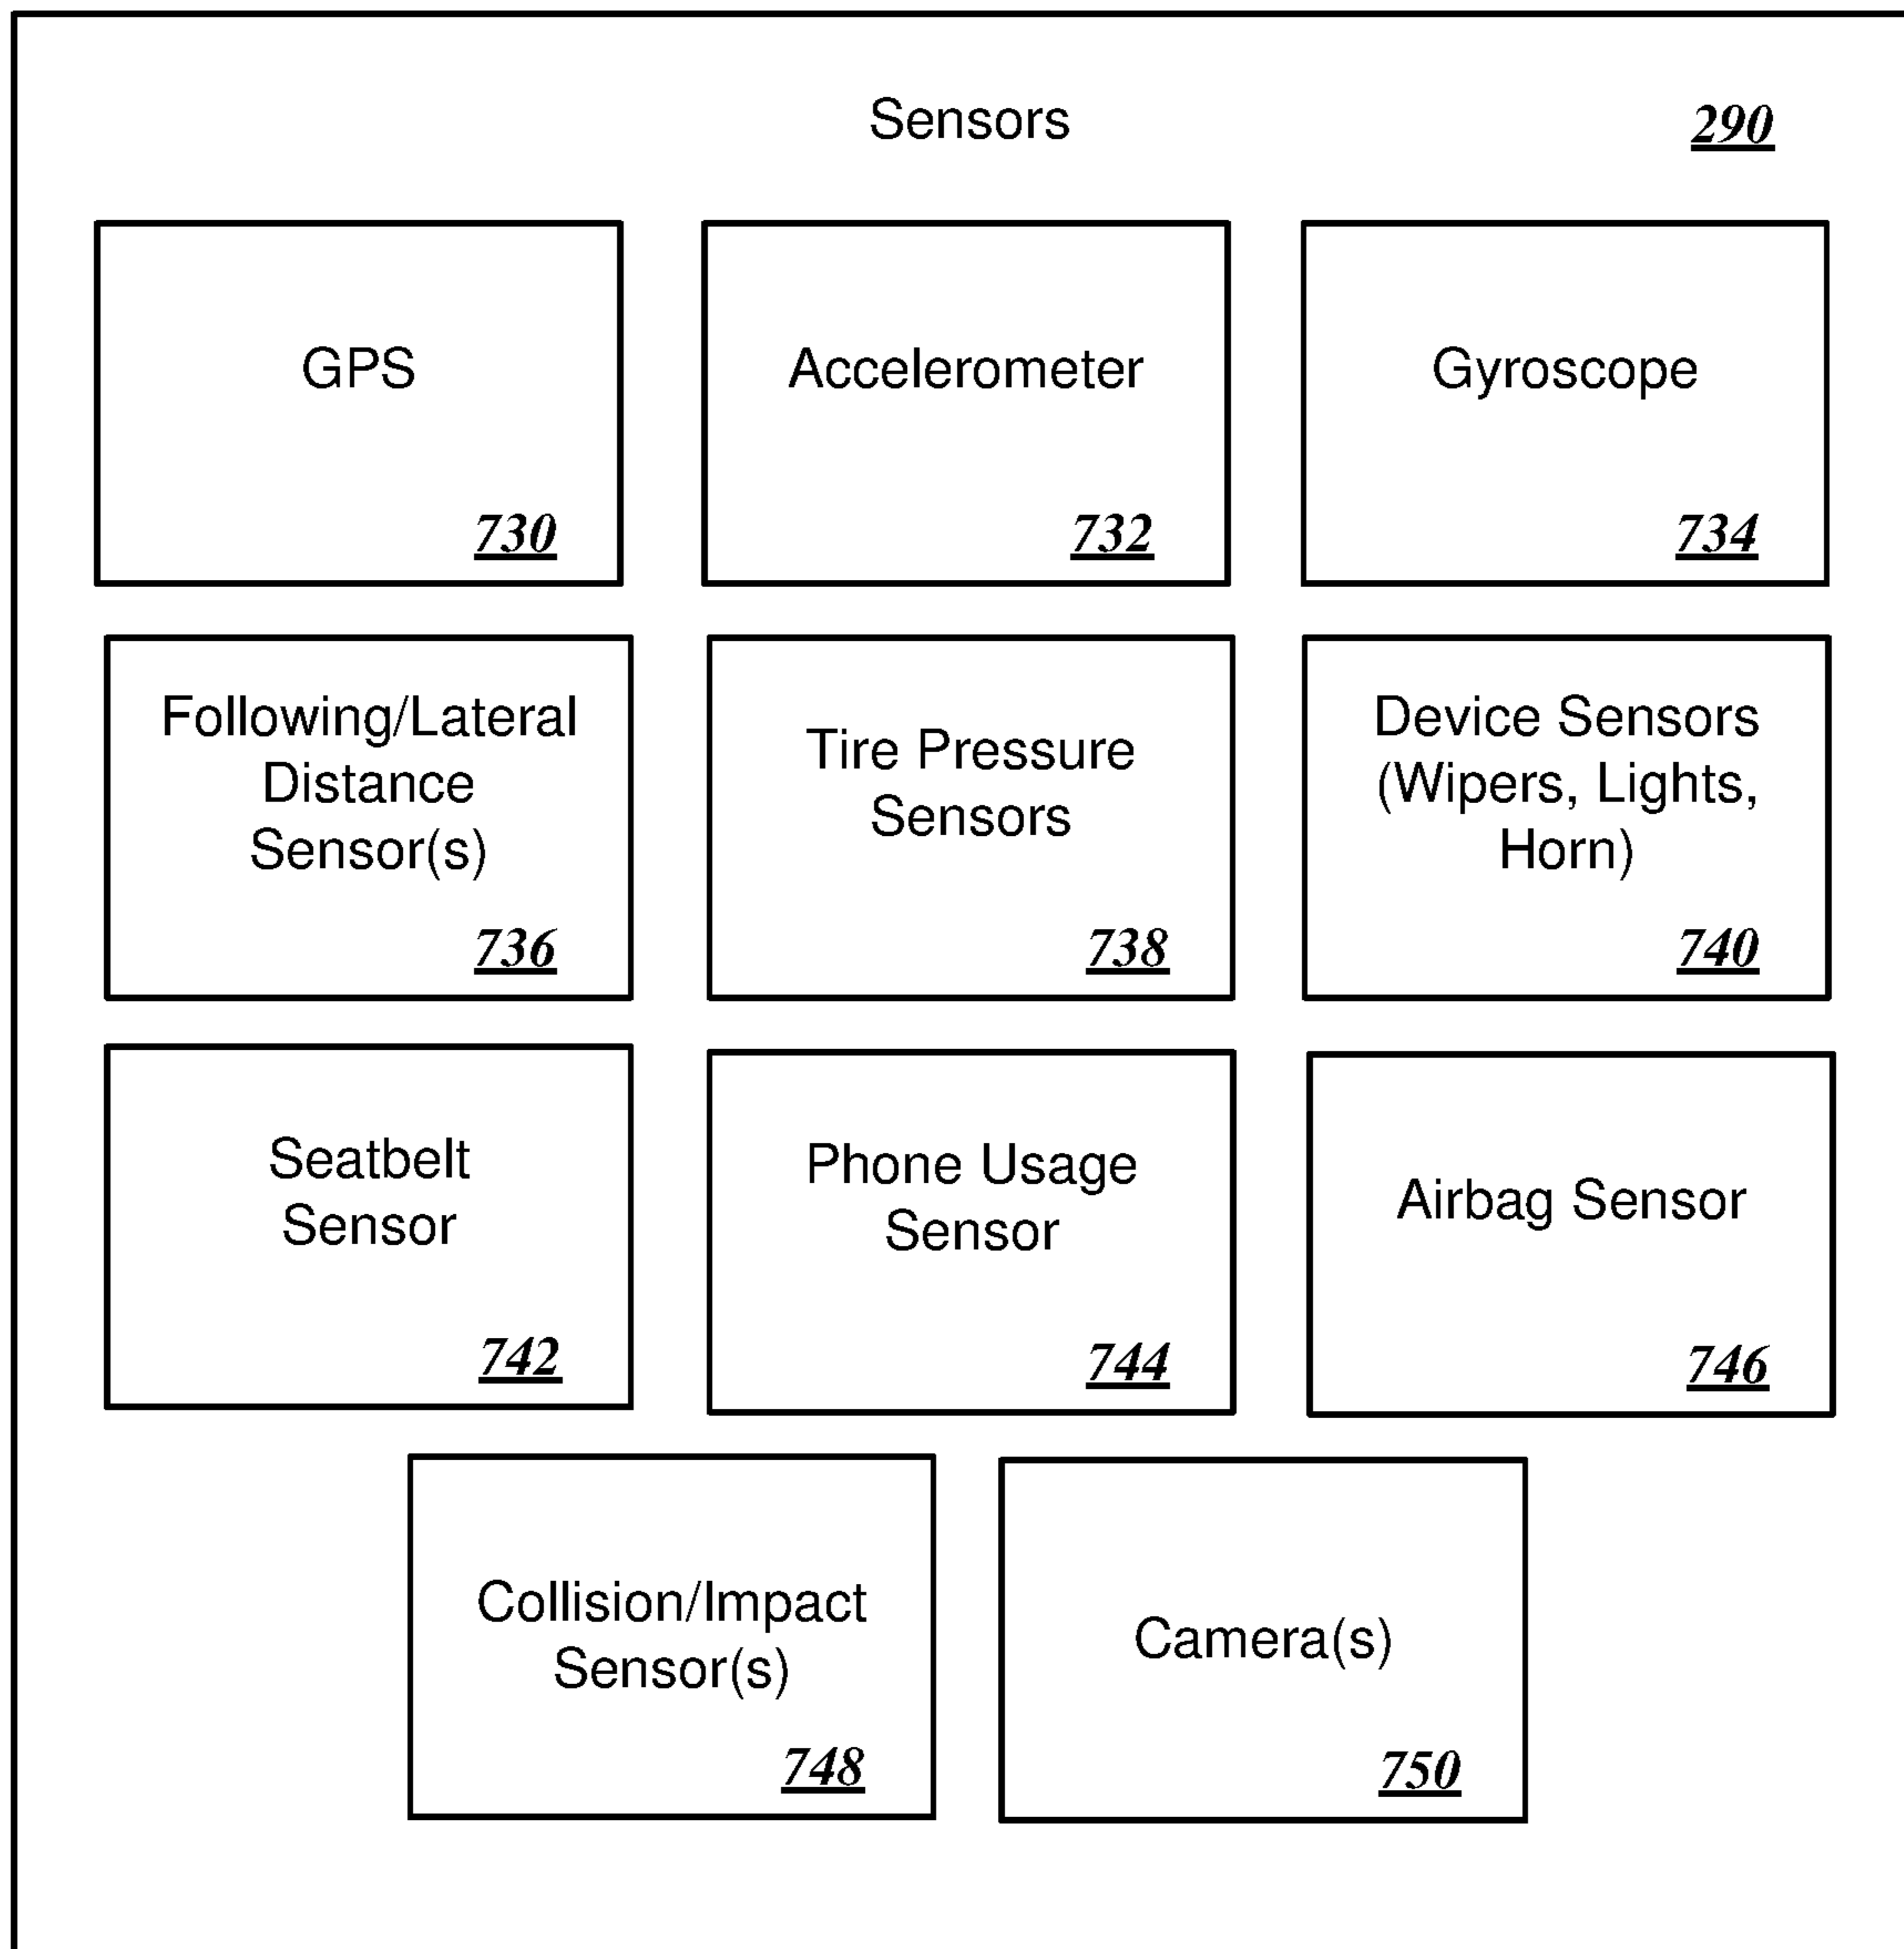 Sensors 290
GPS
730
Accelerometer
732
Gyroscope
734
Following/Lateral
Distance
Sensor(s)
736
Tire Pressure
Sensors
738
Device Sensors
(Wipers, Lights,
Horn)
740
Seatbelt
Sensor
742
Phone Usage
Sensor
744
Airbag Sensor
746
Collision/Impact
Sensor(s)
748
Camera(s)
750